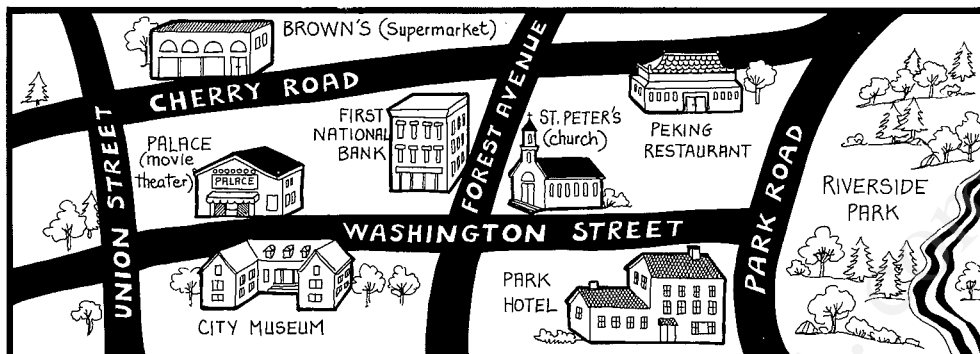 BROWN'S (Supermarket)
CHERRY ROAD
FOREST AVENUE
UNION STREET
PALACE
(movie
theater)
PALACE
FIRST
NATIONAL
BANK
ST. PETER'S
(church)
PEKING
RESTAURANT
PARK ROAD
RIVERSIDE
PARK
WASHINGTON STREET
CITY MUSEUM
PARK
HOTEL